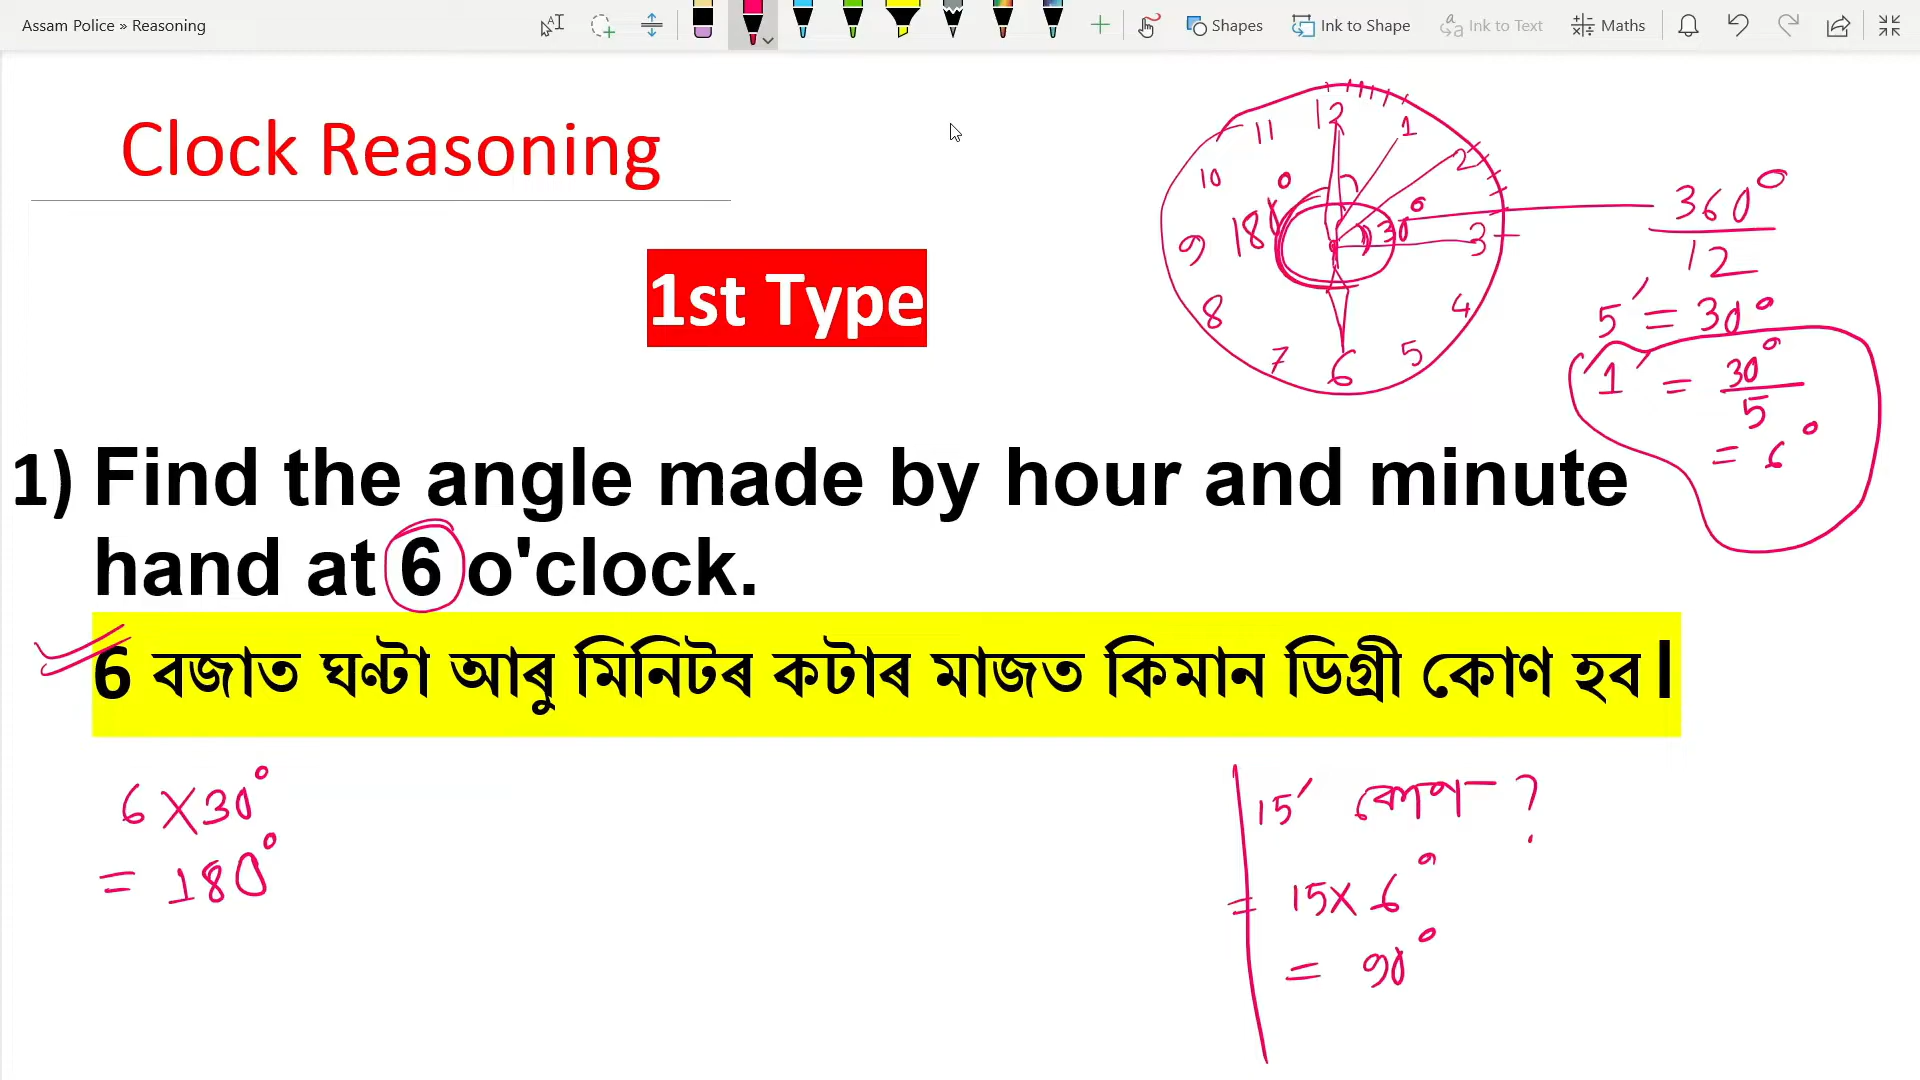 Assam Police » Reasoning
Shapes
Ink to Shape
Ink to Text
Maths
Clock Reasoning
1st Type
12
11
1
10
2
180°
30°
9
3
8
4
7
5
6
360°
12
5' = 30°
1' = 30°
5
= 6°
1) Find the angle made by hour and minute
hand at 6 o'clock.
6 বজাত ঘণ্টা আৰু মিনিটৰ কটাৰ মাজত কিমান ডিগ্ৰী কোণ হব।
6 X 30°
= 180°
15' কোণ - ?
= 15 X 6°
= 90°